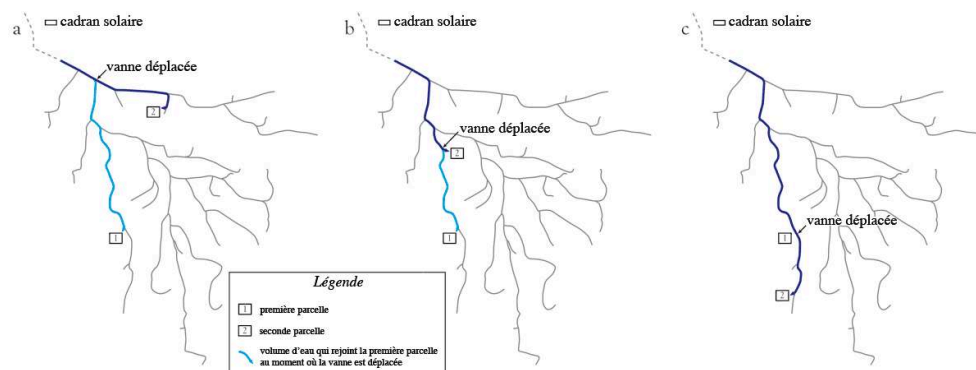 a
cadran solaire
vanne déplacée
2
1
b
cadran solaire
vanne déplacée
2
1
c
cadran solaire
vanne déplacée
1
2
Légende
1 première parcelle
2 seconde parcelle
volume d'eau qui rejoint la première parcelle
au moment où la vanne est déplacée